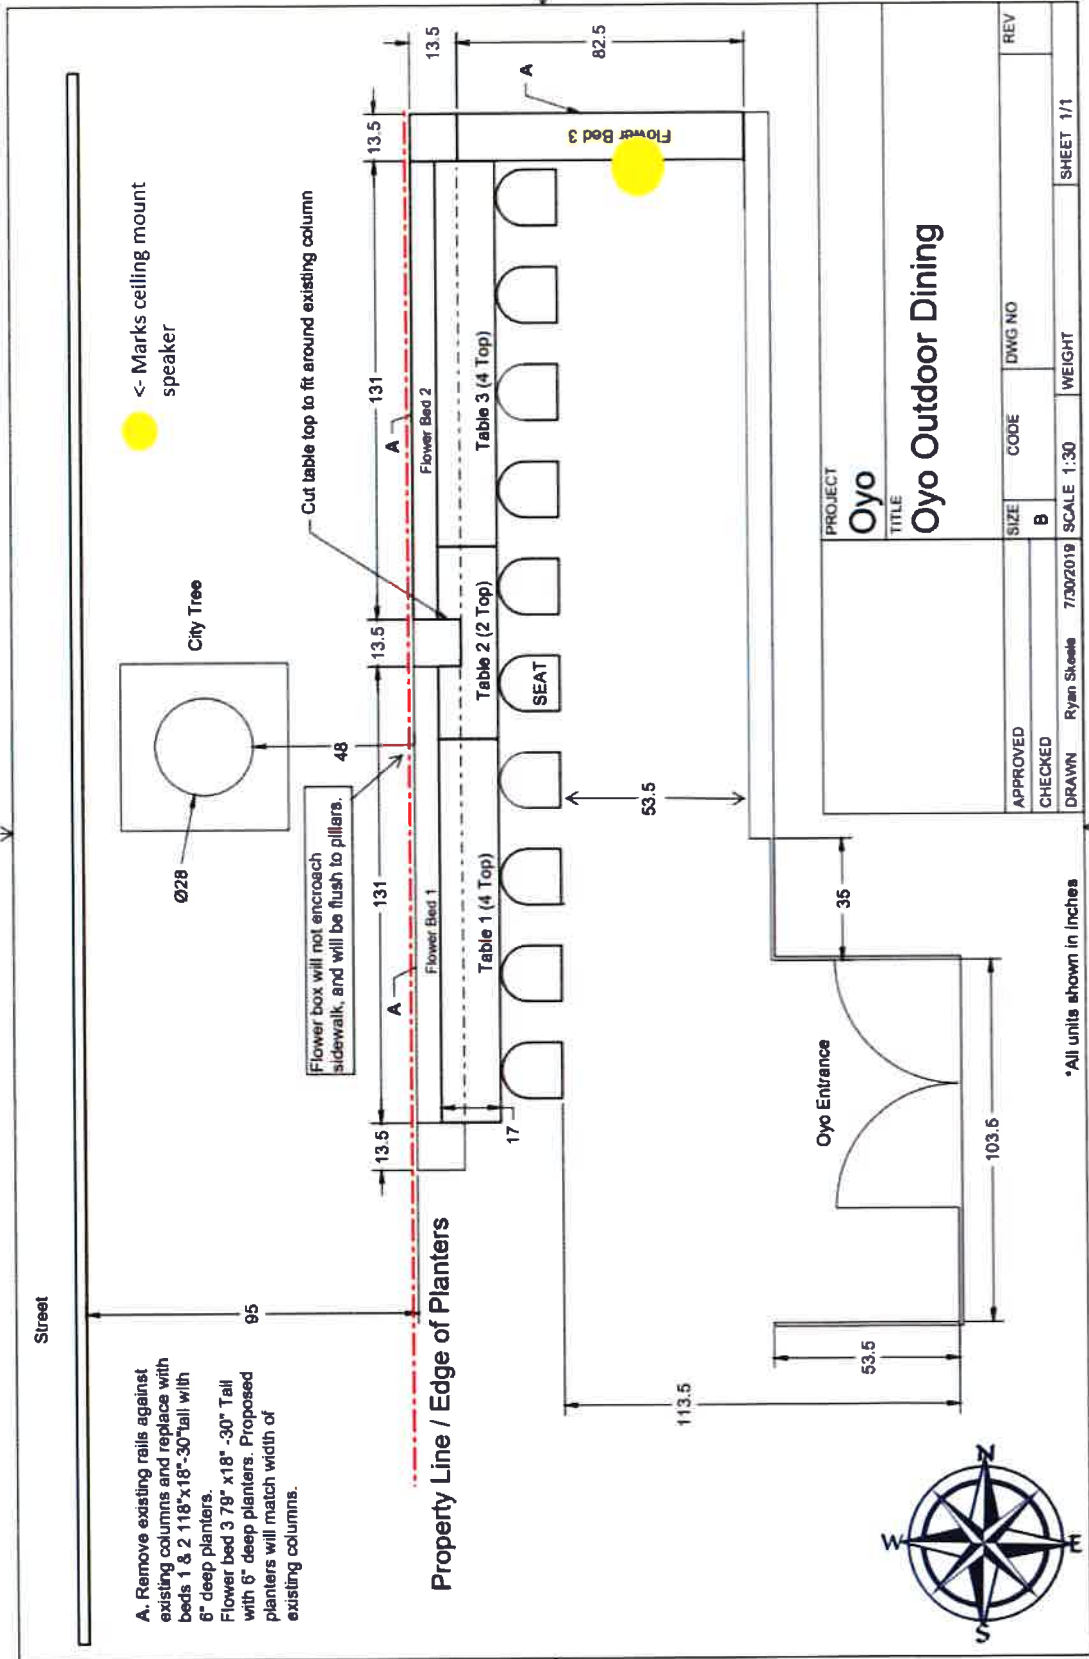 Street
A. Remove existing rails against
existing columns and replace with
beds 1 & 2 118"x18"-30"tall with
6" deep planters.
Flower bed 3 79" x18" -30" Tall
with 6" deep planters. Proposed
planters will match width of
existing columns.
Property Line / Edge of Planters
95
Ø28
City Tree
48
<- Marks ceiling mount
speaker
Flower box will not encroach
sidewalk, and will be flush to pillars.
Cut table top to fit around existing column
13.5
131
13.5
131
13.5
13.5
82.5
A
A
A
Flower Bed 1
Flower Bed 2
Flower Bed 3
Table 1 (4 Top)
Table 2 (2 Top)
Table 3 (4 Top)
17
SEAT
53.5
113.5
53.5
35
Oyo Entrance
103.5
W
N
S
E
*All units shown in inches
PROJECT
Oyo
TITLE
Oyo Outdoor Dining
APPROVED
CHECKED
DRAWN Ryan Skeele 7/30/2019
SIZE
B
CODE
DWG NO
REV
SCALE 1:30
WEIGHT
SHEET 1/1